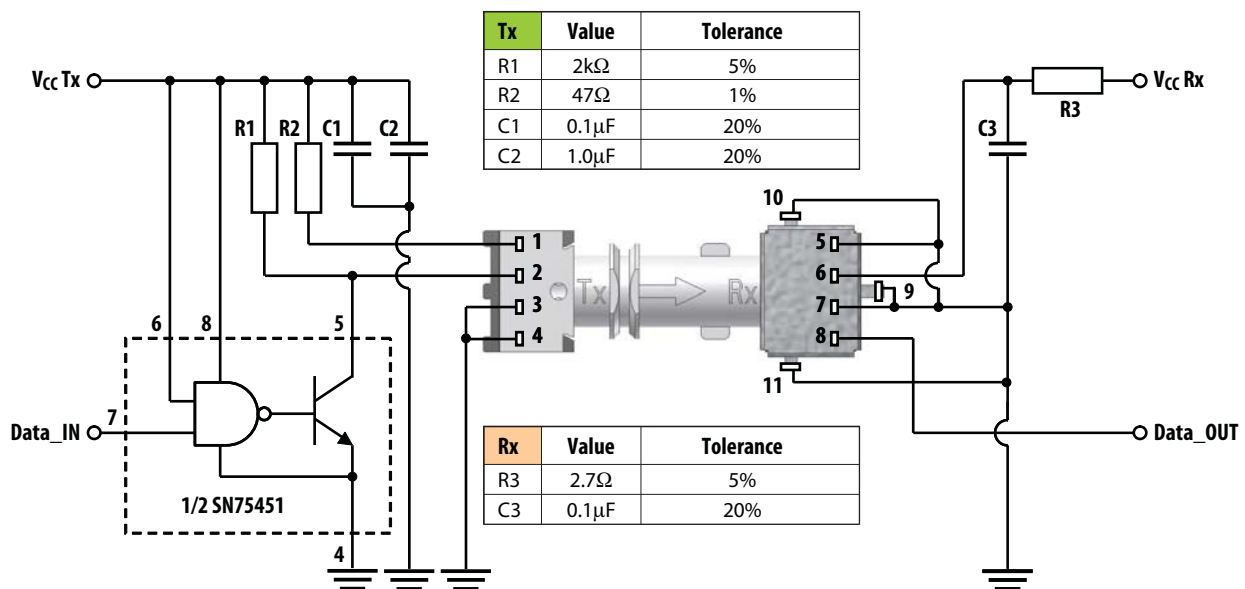 Tx Value Tolerance
R1 2kΩ 5%
R2 47Ω 1%
C1 0.1µF 20%
C2 1.0µF 20%
VCC Tx
R1 R2 C1 C2
VCC Rx
R3
C3
10
1
2
3
4
Tx
Rx
5
6
7
8
9
11
6 8 5
7
Data_IN
1/2 SN75451
4
Data_OUT
Rx Value Tolerance
R3 2.7Ω 5%
C3 0.1µF 20%